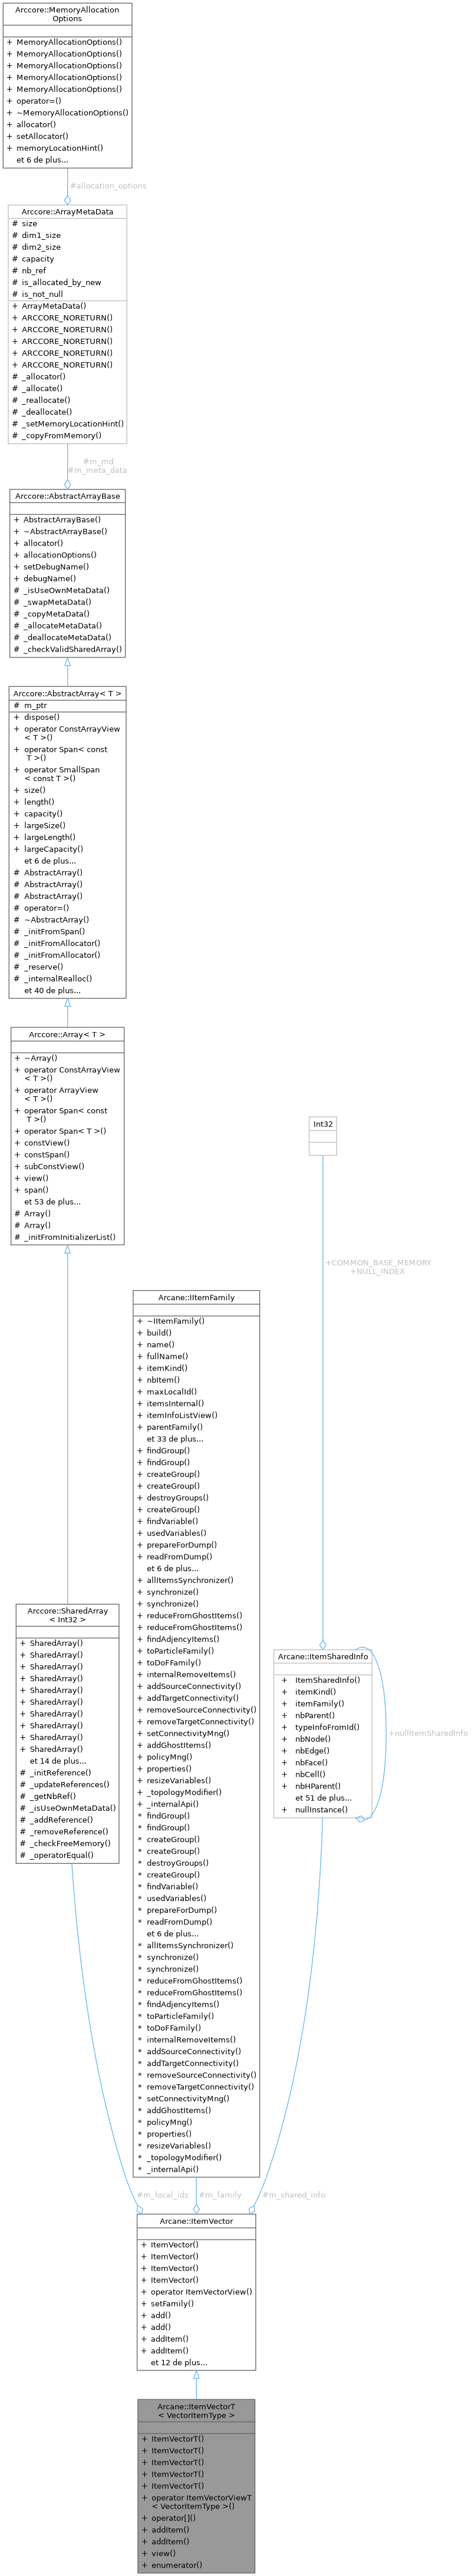 Arccore::MemoryAllocation
Options
+ MemoryAllocationOptions()
+ MemoryAllocationOptions()
+ MemoryAllocationOptions()
+ MemoryAllocationOptions()
+ MemoryAllocationOptions()
+ operator=()
+ ~MemoryAllocationOptions()
+ allocator()
+ setAllocator()
+ memoryLocationHint()
et 6 de plus...
#allocation_options
Arccore::ArrayMetaData
# size
# dim1_size
# dim2_size
# capacity
# nb_ref
# is_allocated_by_new
# is_not_null
+ ArrayMetaData()
+ ARCCORE_NORETURN()
+ ARCCORE_NORETURN()
+ ARCCORE_NORETURN()
+ ARCCORE_NORETURN()
+ ARCCORE_NORETURN()
# _allocator()
# _allocate()
# _reallocate()
# _deallocate()
# _setMemoryLocationHint()
# _copyFromMemory()
#m_md
#m_meta_data
Arccore::AbstractArrayBase
+ AbstractArrayBase()
+ ~AbstractArrayBase()
+ allocator()
+ allocationOptions()
+ setDebugName()
+ debugName()
# _isUseOwnMetaData()
# _swapMetaData()
# _copyMetaData()
# _allocateMetaData()
# _deallocateMetaData()
# _checkValidSharedArray()
Arccore::AbstractArray< T >
# m_ptr
+ dispose()
+ operator ConstArrayView
< T >()
+ operator Span< const
T >()
+ operator SmallSpan
< const T >()
+ size()
+ length()
+ capacity()
+ largeSize()
+ largeLength()
+ largeCapacity()
et 6 de plus...
# AbstractArray()
# AbstractArray()
# AbstractArray()
# operator=()
# ~AbstractArray()
# _initFromSpan()
# _initFromAllocator()
# _initFromAllocator()
# _reserve()
# _internalRealloc()
et 40 de plus...
Arccore::Array< T >
+ ~Array()
+ operator ConstArrayView
< T >()
+ operator ArrayView
< T >()
+ operator Span< const
T >()
+ operator Span< T >()
+ constView()
+ constSpan()
+ subConstView()
+ view()
+ span()
et 53 de plus...
# Array()
# Array()
# _initFromInitializerList()
Int32
+COMMON_BASE_MEMORY
+NULL_INDEX
Arcane::IItemFamily
+ ~IItemFamily()
+ build()
+ name()
+ fullName()
+ itemKind()
+ nbItem()
+ maxLocalId()
+ itemsInternal()
+ itemInfoListView()
+ parentFamily()
et 33 de plus...
+ findGroup()
+ findGroup()
+ createGroup()
+ createGroup()
+ destroyGroups()
+ createGroup()
+ findVariable()
+ usedVariables()
+ prepareForDump()
+ readFromDump()
et 6 de plus...
+ allItemsSynchronizer()
+ synchronize()
+ synchronize()
+ reduceFromGhostItems()
+ reduceFromGhostItems()
+ findAdjencyItems()
+ toParticleFamily()
+ toDoFFamily()
+ internalRemoveItems()
+ addSourceConnectivity()
+ addTargetConnectivity()
+ removeSourceConnectivity()
+ removeTargetConnectivity()
+ setConnectivityMng()
+ addGhostItems()
+ policyMng()
+ properties()
+ resizeVariables()
+ _topologyModifier()
+ _internalApi()
* findGroup()
* findGroup()
* createGroup()
* createGroup()
* destroyGroups()
* createGroup()
* findVariable()
* usedVariables()
* prepareForDump()
* readFromDump()
et 6 de plus...
* allItemsSynchronizer()
* synchronize()
* synchronize()
* reduceFromGhostItems()
* reduceFromGhostItems()
* findAdjencyItems()
* toParticleFamily()
* toDoFFamily()
* internalRemoveItems()
* addSourceConnectivity()
* addTargetConnectivity()
* removeSourceConnectivity()
* removeTargetConnectivity()
* setConnectivityMng()
* addGhostItems()
* policyMng()
* properties()
* resizeVariables()
* _topologyModifier()
* _internalApi()
Arccore::SharedArray
< Int32 >
+ SharedArray()
+ SharedArray()
+ SharedArray()
+ SharedArray()
+ SharedArray()
+ SharedArray()
+ SharedArray()
+ SharedArray()
+ SharedArray()
+ SharedArray()
et 14 de plus...
# _initReference()
# _updateReferences()
# _getNbRef()
# _isUseOwnMetaData()
# _addReference()
# _removeReference()
# _checkFreeMemory()
# _operatorEqual()
Arcane::ItemSharedInfo
+ ItemSharedInfo()
+ itemKind()
+ itemFamily()
+ nbParent()
+ typeInfoFromId()
+ nbNode()
+ nbEdge()
+ nbFace()
+ nbCell()
+ nbHParent()
et 51 de plus...
+ nullInstance()
+nullItemSharedInfo
#m_local_ids
#m_family
#m_shared_info
Arcane::ItemVector
+ ItemVector()
+ ItemVector()
+ ItemVector()
+ ItemVector()
+ operator ItemVectorView()
+ setFamily()
+ add()
+ add()
+ addItem()
+ addItem()
et 12 de plus...
Arcane::ItemVectorT
< VectorItemType >
+ ItemVectorT()
+ ItemVectorT()
+ ItemVectorT()
+ ItemVectorT()
+ ItemVectorT()
+ operator ItemVectorViewT
< VectorItemType >()
+ operator[]()
+ addItem()
+ addItem()
+ view()
+ enumerator()